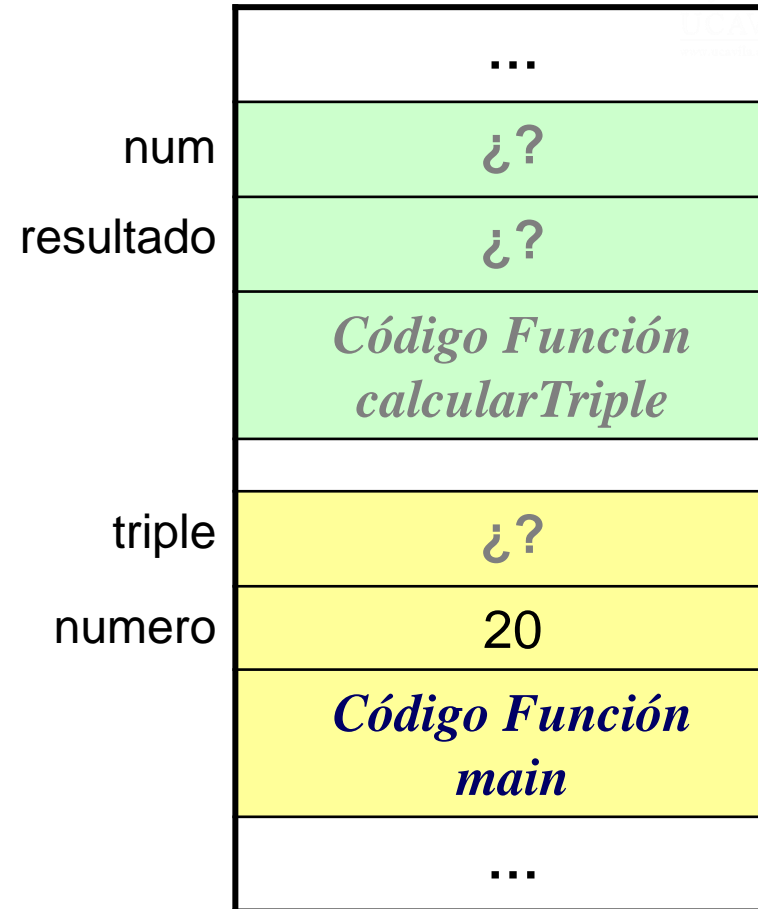 ...
num ¿?
resultado ¿?
Código Función
calcularTriple
triple ¿?
numero 20
Código Función
main
...